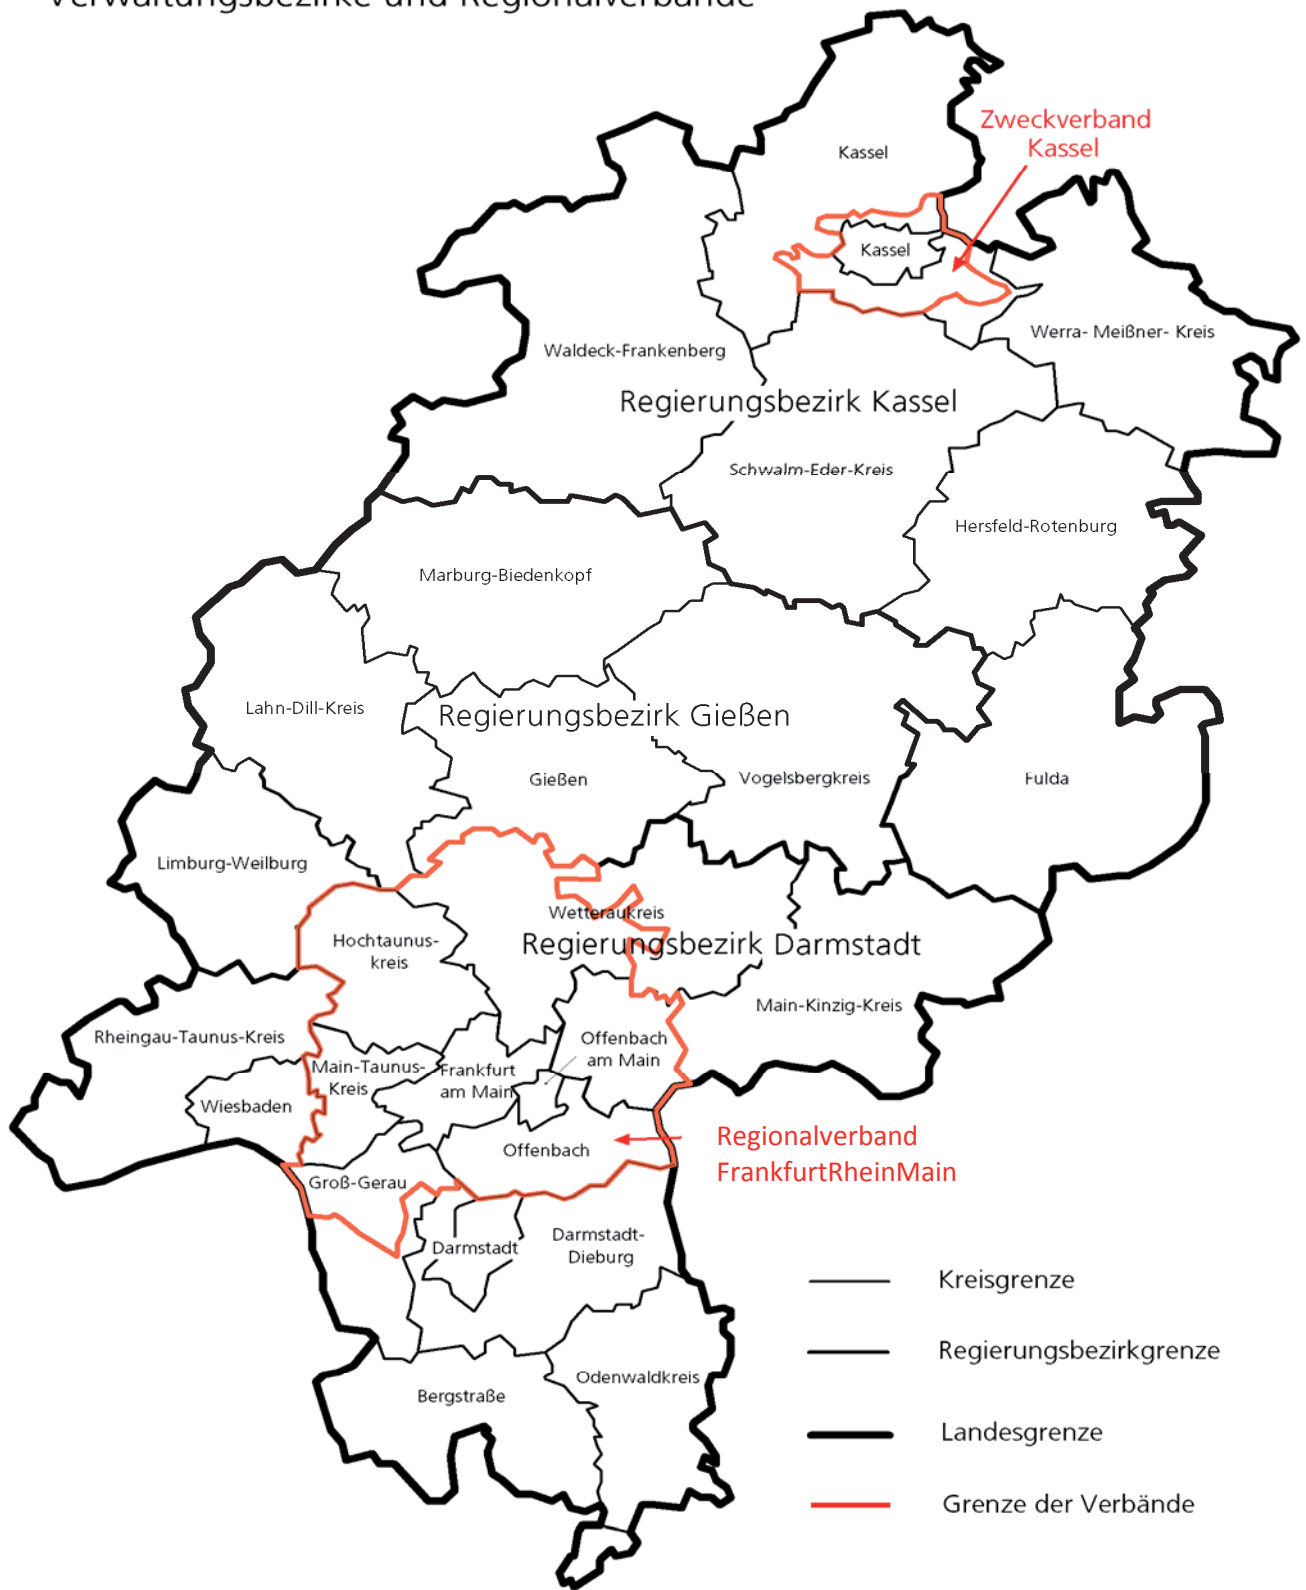 Verwaltungsbezirke und Regionalverbände
Zweckverband
Kassel
Kassel
Kassel
Werra- Meißner- Kreis
Waldeck-Frankenberg
Regierungsbezirk Kassel
Schwalm-Eder-Kreis
Hersfeld-Rotenburg
Marburg-Biedenkopf
Lahn-Dill-Kreis
Regierungsbezirk Gießen
Gießen
Vogelsbergkreis
Fulda
Limburg-Weilburg
Wetteraukreis
Hochtaunus-
kreis
Regierungsbezirk Darmstadt
Main-Kinzig-Kreis
Rheingau-Taunus-Kreis
Offenbach
am Main
Main-Taunus-
Kreis
Frankfurt
am Main
Wiesbaden
Offenbach
Regionalverband
FrankfurtRheinMain
Groß-Gerau
Darmstadt
Darmstadt-
Dieburg
Kreisgrenze
Regierungsbezirkgrenze
Odenwaldkreis
Bergstraße
Landesgrenze
Grenze der Verbände